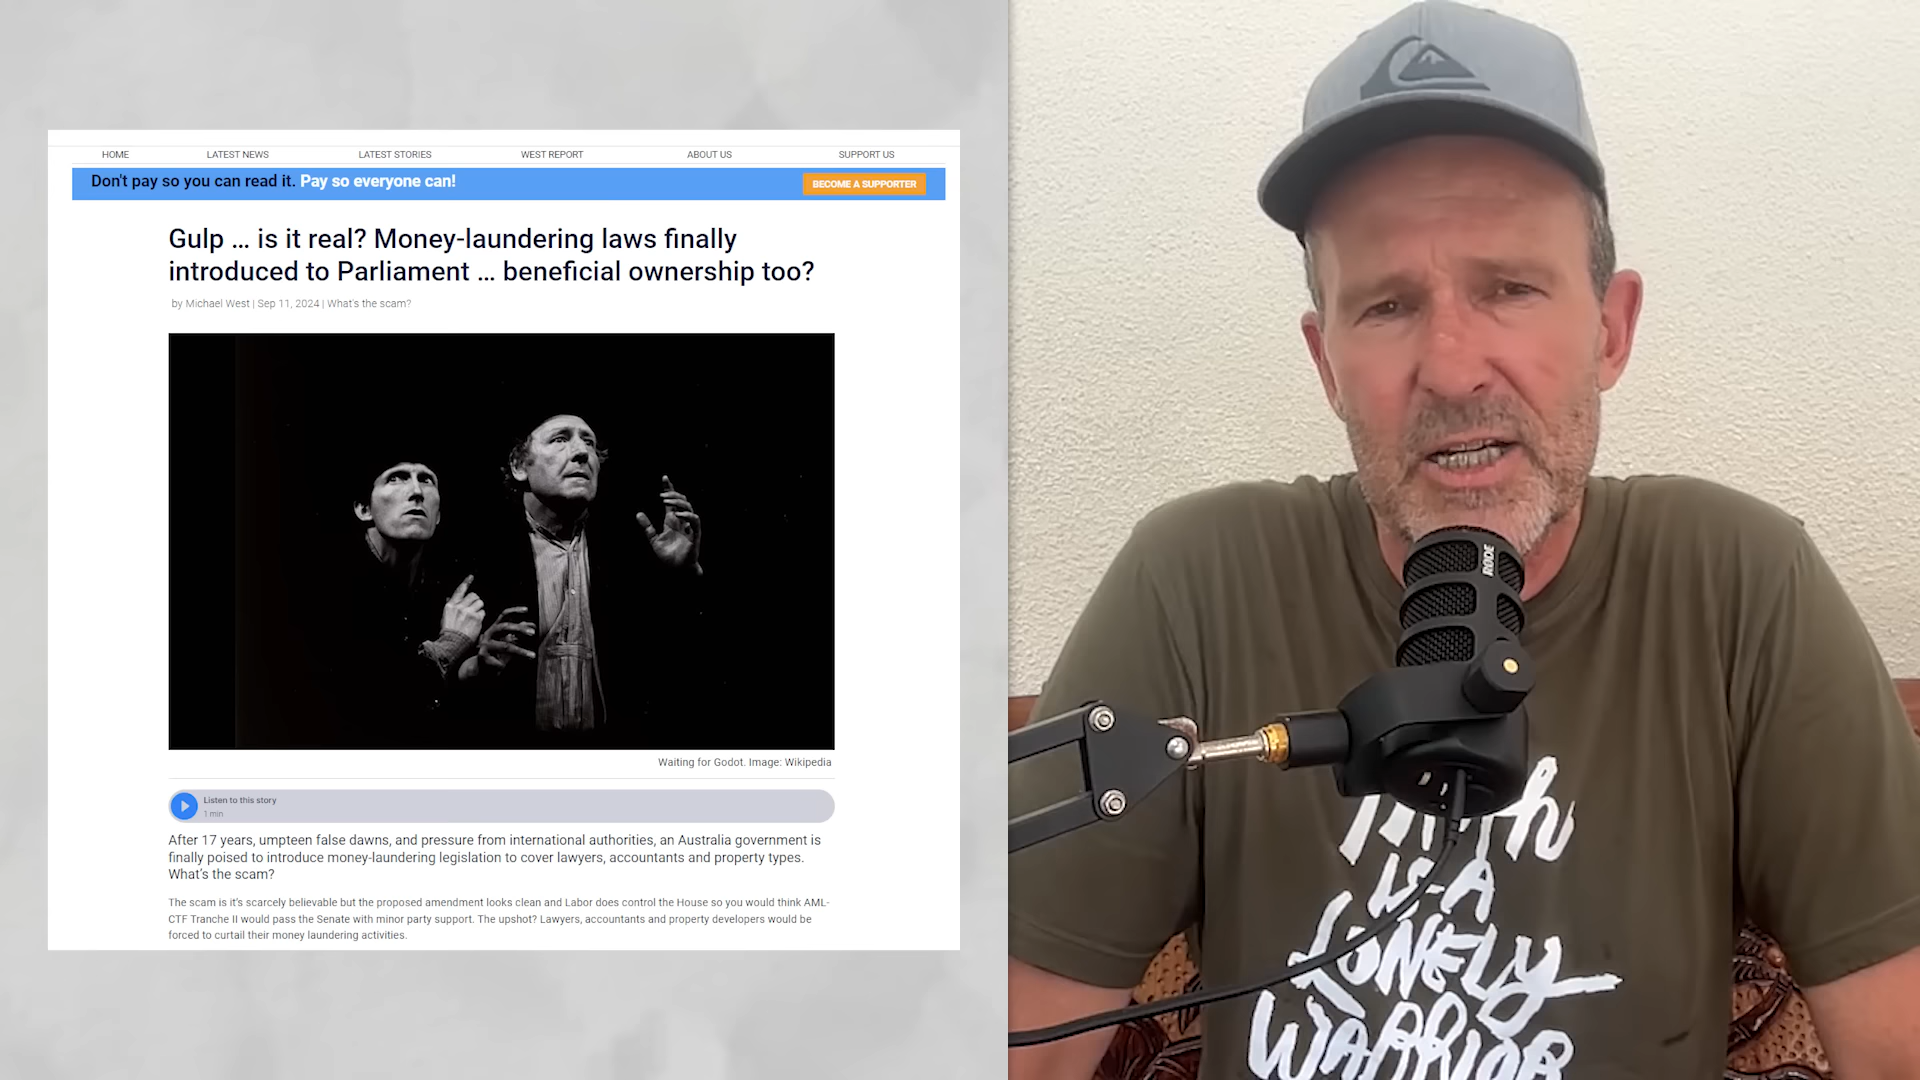 HOME LATEST NEWS LATEST STORIES WEST REPORT ABOUT US SUPPORT US
Don't pay so you can read it. Pay so everyone can!
BECOME A SUPPORTER
Gulp ... is it real? Money-laundering laws finally
introduced to Parliament ... beneficial ownership too?
by Michael West | Sep 11, 2024 | What's the scam?
Waiting for Godot. Image: Wikipedia
Listen to this story
1 min
After 17 years, umpteen false dawns, and pressure from international authorities, an Australia government is
finally poised to introduce money-laundering legislation to cover lawyers, accountants and property types.
What's the scam?
The scam is it's scarcely believable but the proposed amendment looks clean and Labor does control the House so you would think AML-
CTF Tranche II would pass the Senate with minor party support. The upshot? Lawyers, accountants and property developers would be
forced to curtail their money laundering activities.
RØDE
IS A
LONELY
WARRIOR